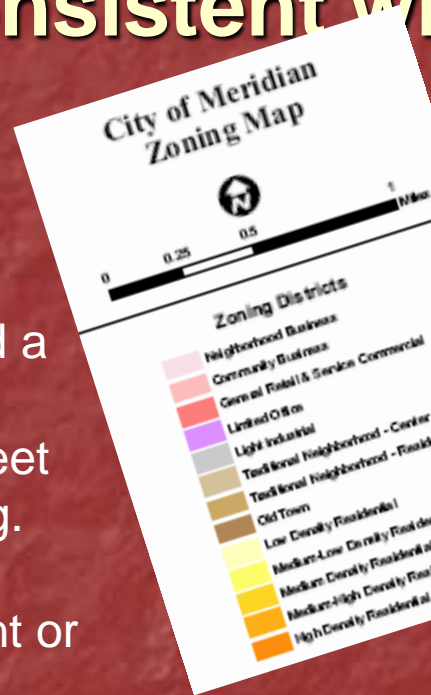 nsistent wi
City of Meridian
Zoning Map
N
0 0.25 0.5 1 Miles
Zoning Districts
Neighborhood Business
Community Business
General Retail & Service Commercial
Limited Office
Light Industrial
Traditional Neighborhood - Center
Traditional Neighborhood - Resid
Old Town
Low Density Residential
Medium-Low Density Reside
Medium Density Residential
Medium-High Density Res
High Density Residential
d a
eet
g.
nt or